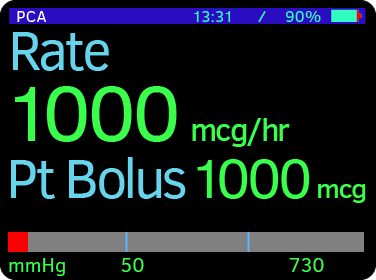 PCA 13:31 / 90%
Rate
1000 mcg/hr
Pt Bolus 1000 mcg
mmHg 50 730